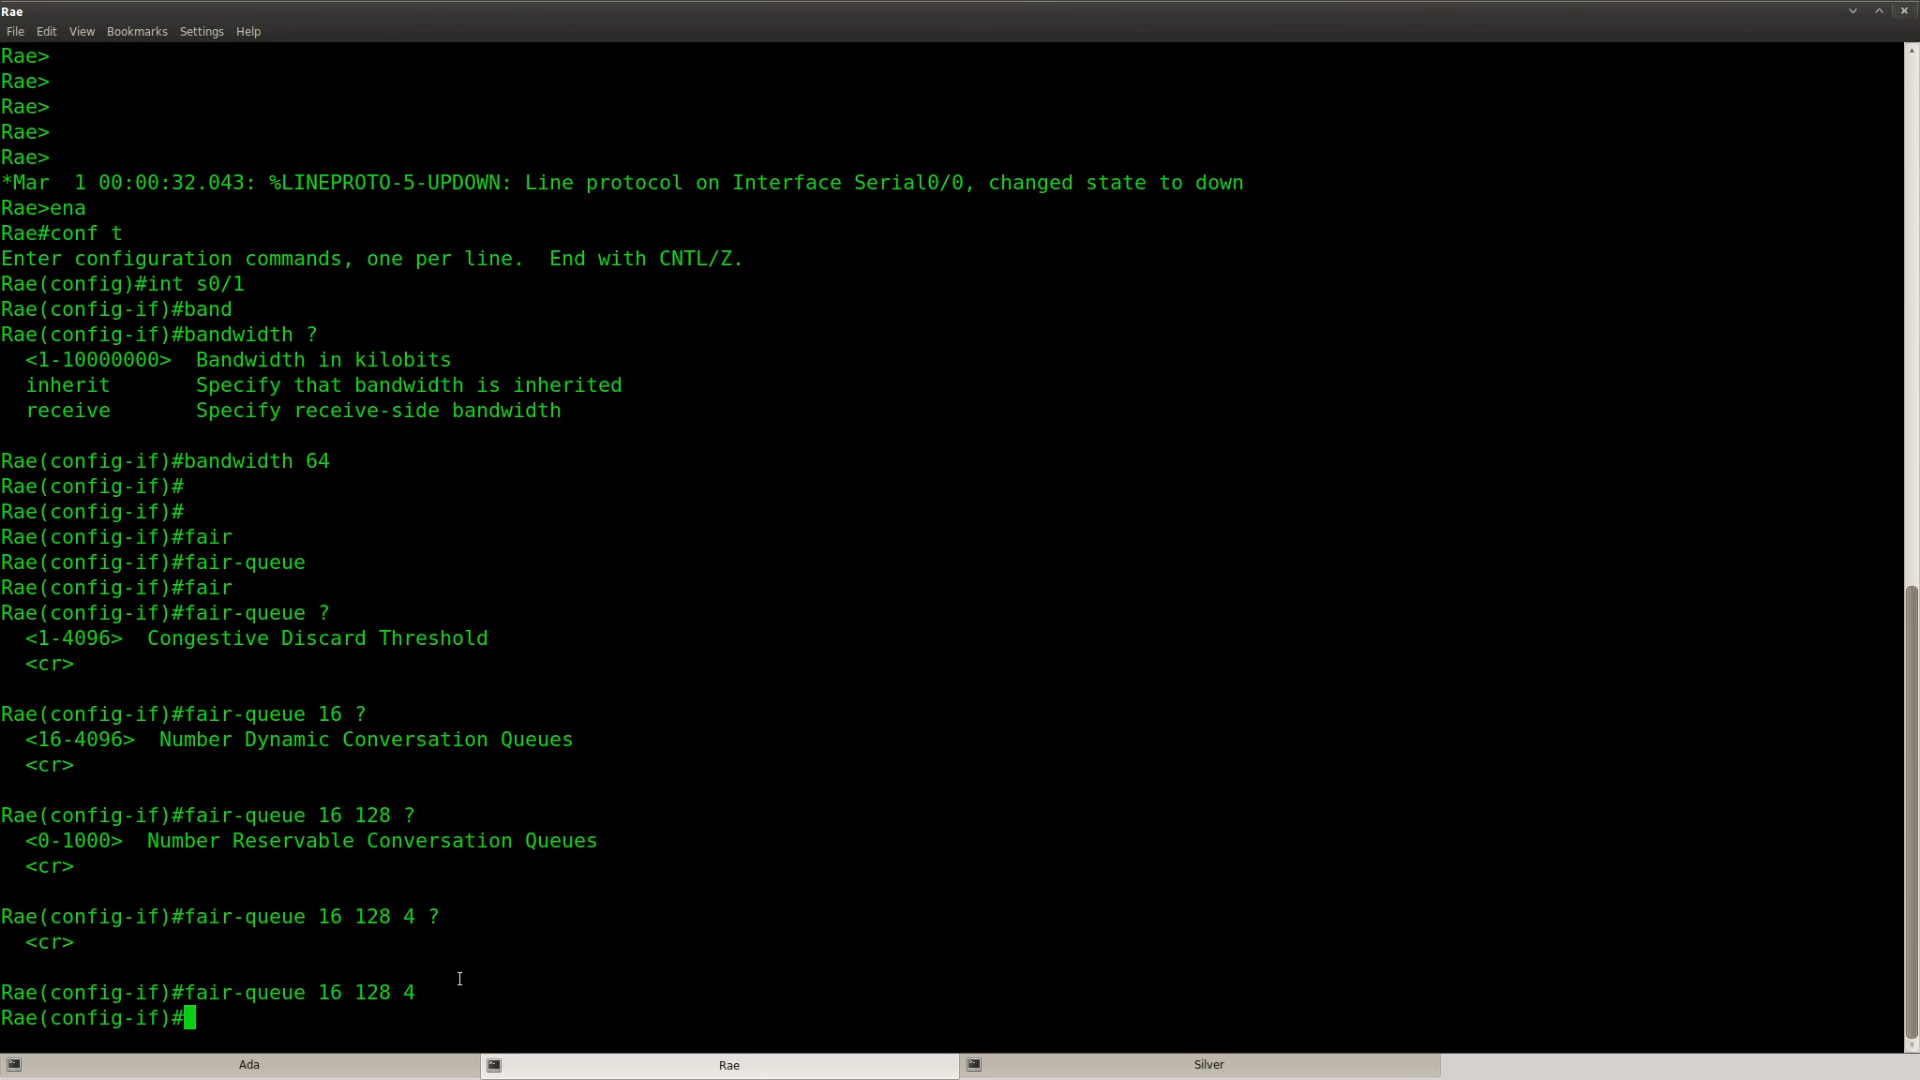 Rae
File Edit View Bookmarks Settings Help
Rae>
Rae>
Rae>
Rae>
Rae>
*Mar  1 00:00:32.043: %LINEPROTO-5-UPDOWN: Line protocol on Interface Serial0/0, changed state to down
Rae>ena
Rae#conf t
Enter configuration commands, one per line.  End with CNTL/Z.
Rae(config)#int s0/1
Rae(config-if)#band
Rae(config-if)#bandwidth ?
  <1-10000000>  Bandwidth in kilobits
  inherit       Specify that bandwidth is inherited
  receive       Specify receive-side bandwidth
Rae(config-if)#bandwidth 64
Rae(config-if)#
Rae(config-if)#
Rae(config-if)#fair
Rae(config-if)#fair-queue
Rae(config-if)#fair
Rae(config-if)#fair-queue ?
  <1-4096>  Congestive Discard Threshold
  <cr>
Rae(config-if)#fair-queue 16 ?
  <16-4096>  Number Dynamic Conversation Queues
  <cr>
Rae(config-if)#fair-queue 16 128 ?
  <0-1000>  Number Reservable Conversation Queues
  <cr>
Rae(config-if)#fair-queue 16 128 4 ?
  <cr>
Rae(config-if)#fair-queue 16 128 4
Rae(config-if)#
Ada Rae Silver